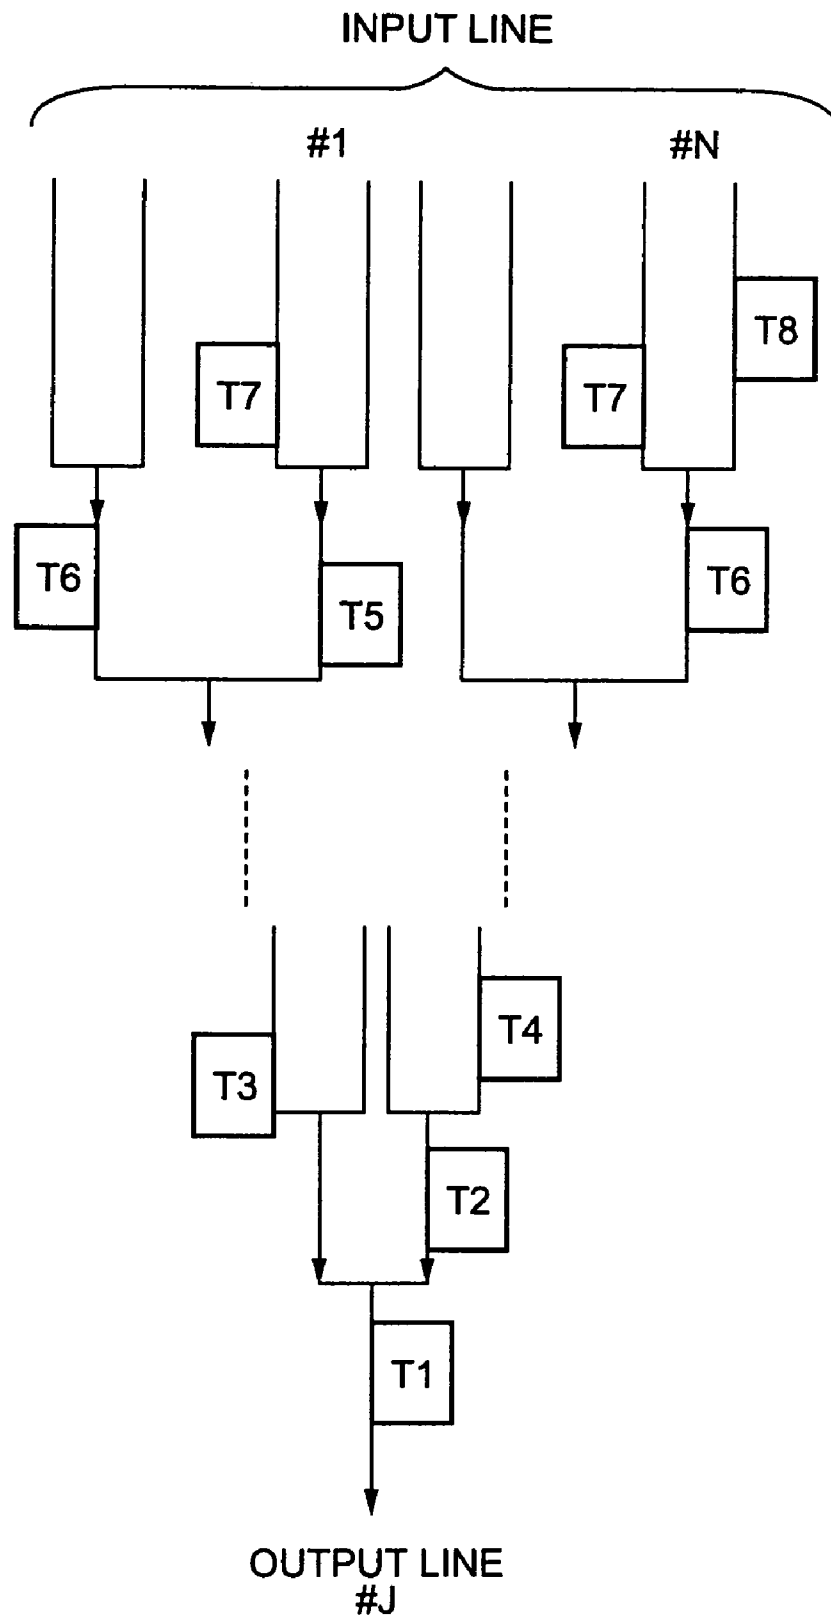 INPUT LINE
#1 #N
T8
T7 T7
T6 T6
T5
T4
T3
T2
T1
OUTPUT LINE
#J